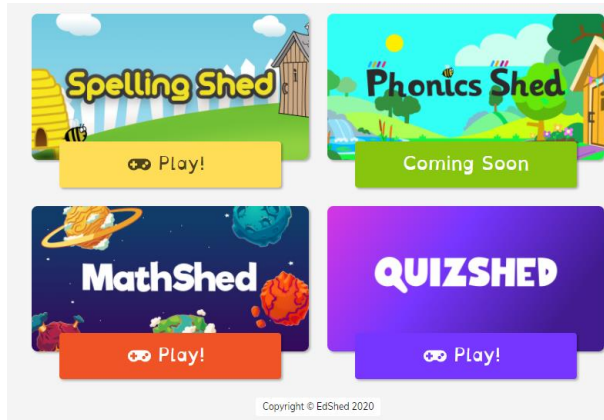 Spelling Shed
Phonics Shed
Play!
Coming Soon
MathShed
QUIZSHED
Play!
Play!
Copyright © EdShed 2020